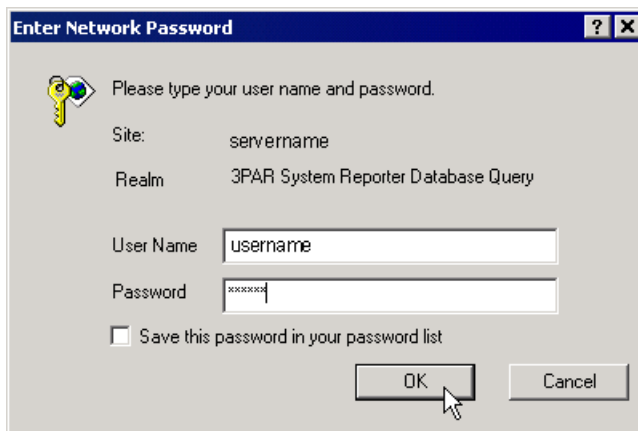 Enter Network Password
Please type your user name and password.
Site: servername
Realm 3PAR System Reporter Database Query
User Name username
Password xxxxxx
Save this password in your password list
OK Cancel